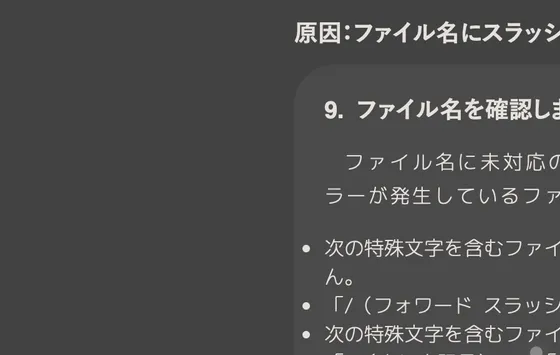 原因：ファイル名にスラッシ
9. ファイル名を確認しま
ファイル名に未対応の
ラーが発生しているファ
次の特殊文字を含むファイ
ん。
「/（フォワード スラッシ
次の特殊文字を含むファイ